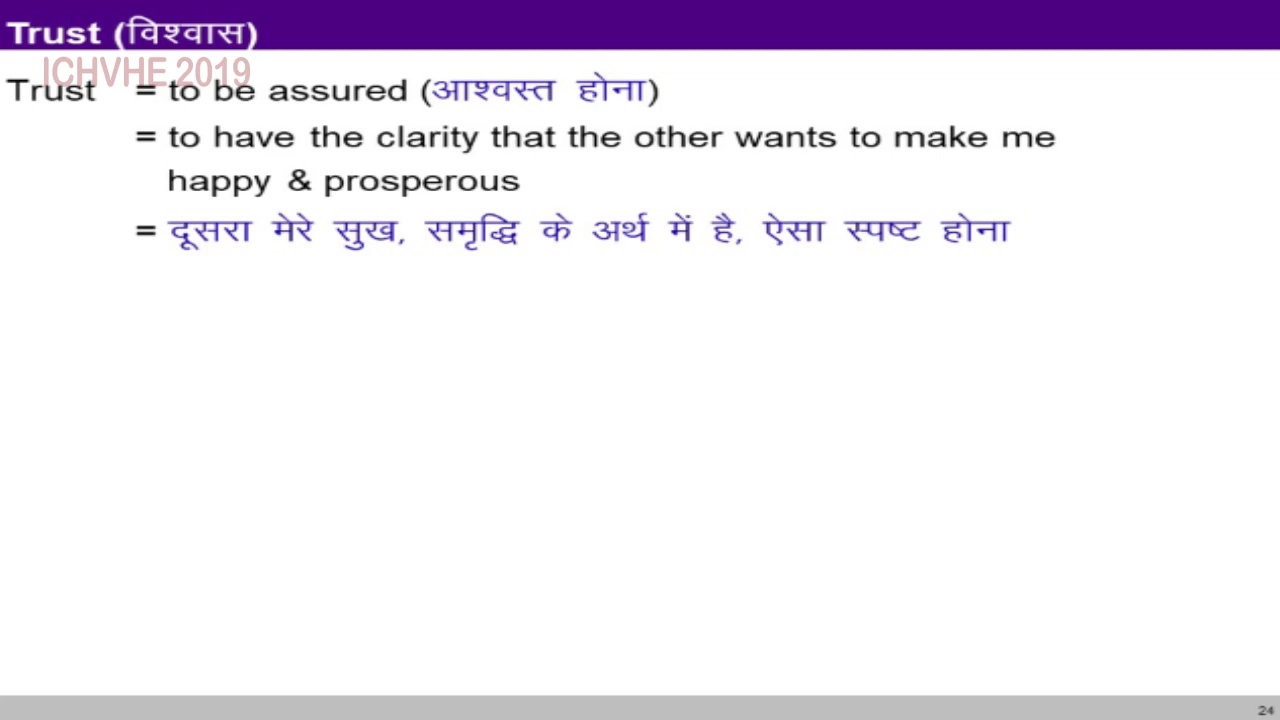 Trust (विश्वास)
ICHVHE 2019
Trust = to be assured (आश्वस्त होना)
= to have the clarity that the other wants to make me
happy & prosperous
= दूसरा मेरे सुख, समृद्धि के अर्थ में है, ऐसा स्पष्ट होना
24